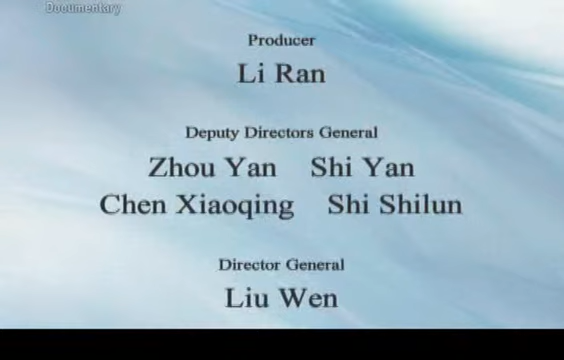 Documentary
Producer
Li Ran
Deputy Directors General
Zhou Yan Shi Yan
Chen Xiaoqing Shi Shilun
Director General
Liu Wen